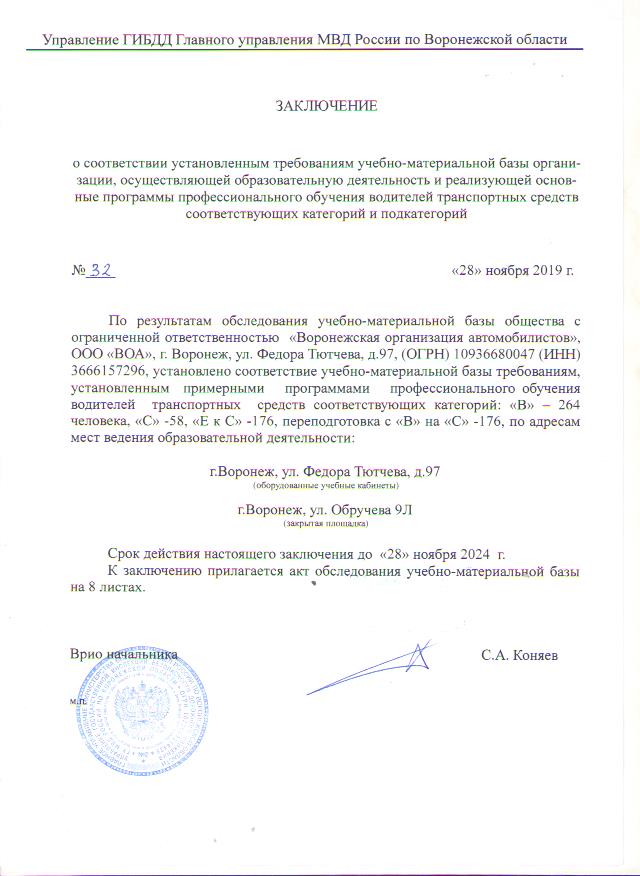 Управление ГИБДД Главного управления МВД России по Воронежской области
ЗАКЛЮЧЕНИЕ
о соответствии установленным требованиям учебно-материальной базы органи-
зации, осуществляющей образовательную деятельность и реализующей основ-
ные программы профессионального обучения водителей транспортных средств
соответствующих категорий и подкатегорий
№ 32 «28» ноября 2019 г.
По результатам обследования учебно-материальной базы общества с
ограниченной ответственностью «Воронежская организация автомобилистов»,
ООО «ВОА», г. Воронеж, ул. Федора Тютчева, д.97, (ОГРН) 10936680047 (ИНН)
3666157296, установлено соответствие учебно-материальной базы требованиям,
установленным примерными программами профессионального обучения
водителей транспортных средств соответствующих категорий: «В» – 264
человека, «С» -58, «Е к С» -176, переподготовка с «В» на «С» -176, по адресам
мест ведения образовательной деятельности:
г.Воронеж, ул. Федора Тютчева, д.97
(оборудованные учебные кабинеты)
г.Воронеж, ул. Обручева 9Л
(закрытая площадка)
Срок действия настоящего заключения до «28» ноября 2024 г.
К заключению прилагается акт обследования учебно-материальной базы
на 8 листах.
Врио начальника С.А. Коняев
м.п.